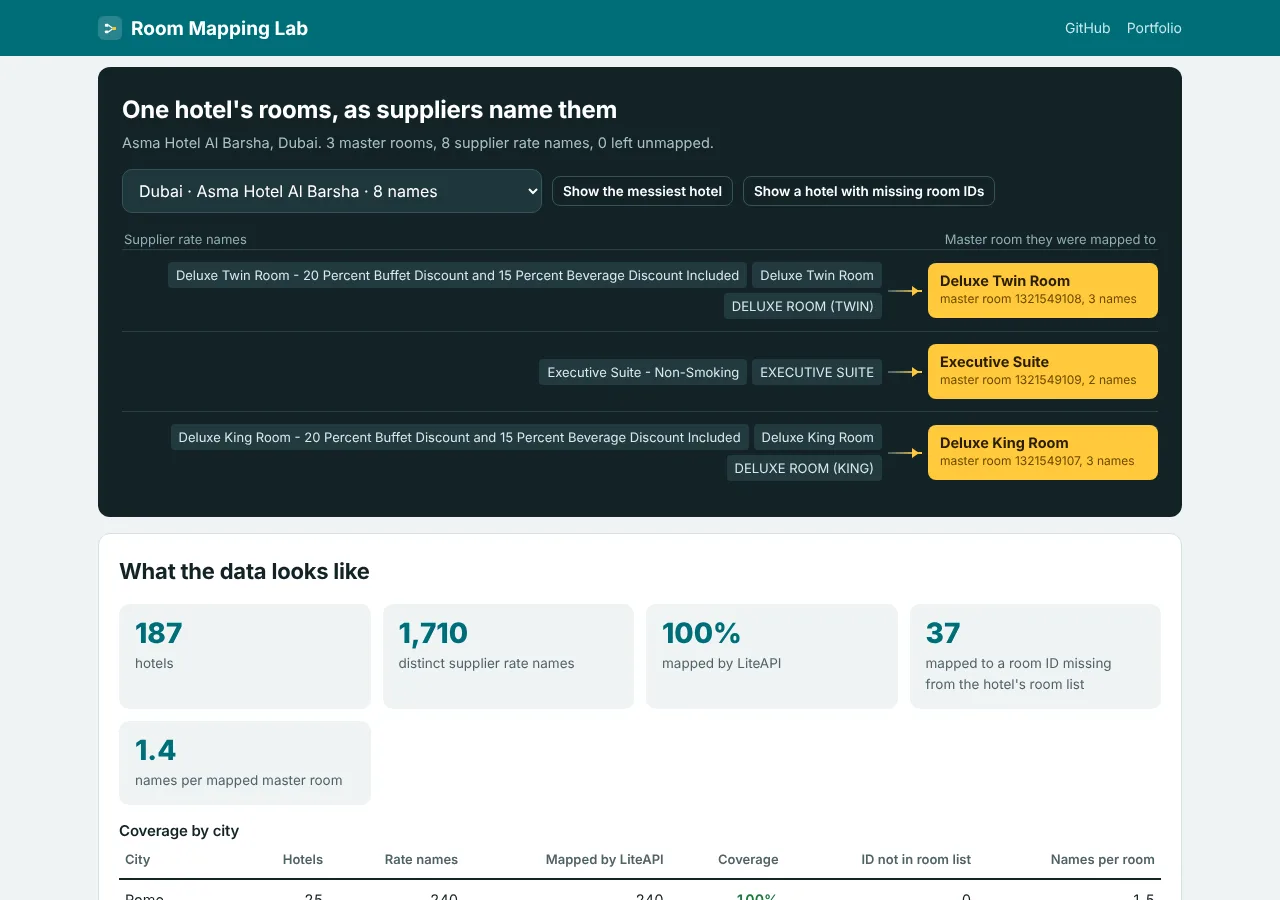 Room Mapping Lab
GitHub Portfolio
One hotel's rooms, as suppliers name them
Asma Hotel Al Barsha, Dubai. 3 master rooms, 8 supplier rate names, 0 left unmapped.
Dubai · Asma Hotel Al Barsha · 8 names
Show the messiest hotel
Show a hotel with missing room IDs
Supplier rate names
Master room they were mapped to
Deluxe Twin Room - 20 Percent Buffet Discount and 15 Percent Beverage Discount Included
Deluxe Twin Room
DELUXE ROOM (TWIN)
Deluxe Twin Room
master room 1321549108, 3 names
Executive Suite - Non-Smoking
EXECUTIVE SUITE
Executive Suite
master room 1321549109, 2 names
Deluxe King Room - 20 Percent Buffet Discount and 15 Percent Beverage Discount Included
Deluxe King Room
DELUXE ROOM (KING)
Deluxe King Room
master room 1321549107, 3 names
What the data looks like
187
hotels
1,710
distinct supplier rate names
100%
mapped by LiteAPI
37
mapped to a room ID missing
from the hotel's room list
1.4
names per mapped master room
Coverage by city
City Hotels Rate names Mapped by LiteAPI Coverage ID not in room list Names per room
Rome 25 240 240 100% 0 1.5